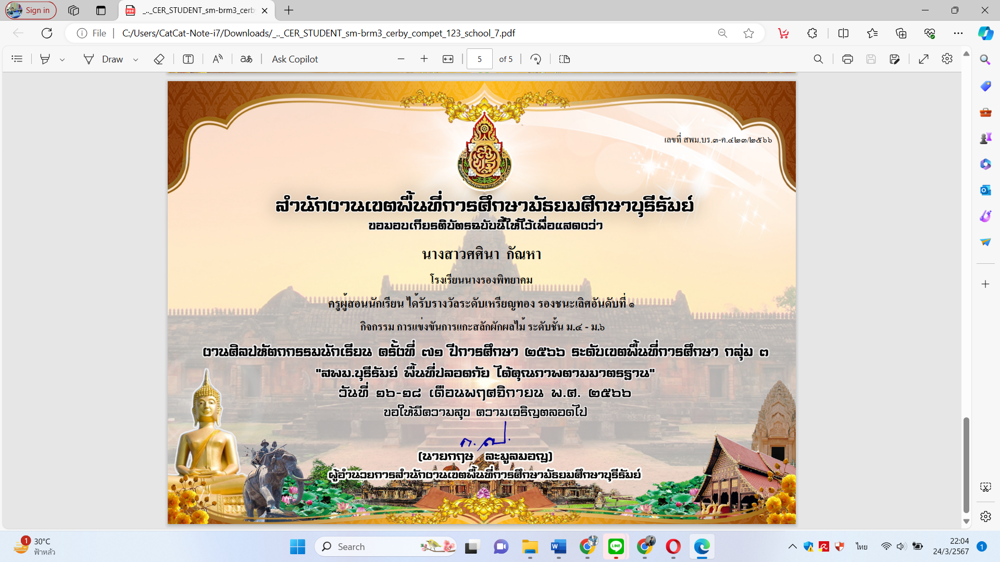 Sign in
_.._CER_STUDENT_sm-brm3_cerb
File
C:/Users/CatCat-Note-i7/Downloads/_.._CER_STUDENT_sm-brm3_cerby_compet_123_school_7.pdf
Draw
aあ
Ask Copilot
5
of 5
เลขที่ สพม.บร.๓-ค.๔๒๓/๒๕๖๖
สำนักงานเขตพื้นที่การศึกษามัธยมศึกษาบุรีรัมย์
ขอมอบเกียรติบัตรฉบับนี้ให้ไว้เพื่อแสดงว่า
นางสาวศศินา กัณหา
โรงเรียนนางรองพิทยาคม
ครูผู้สอนนักเรียน ได้รับรางวัลระดับเหรียญทอง รองชนะเลิศอันดับที่ ๑
กิจกรรม การแข่งขันการแกะสลักผักผลไม้ ระดับชั้น ม.๔ - ม.๖
งานศิลปหัตถกรรมนักเรียน ครั้งที่ ๗๑ ปีการศึกษา ๒๕๖๖ ระดับเขตพื้นที่การศึกษา กลุ่ม ๓
"สพม.บุรีรัมย์ พื้นที่ปลอดภัย ได้คุณภาพตามมาตรฐาน"
วันที่ ๑๖-๑๘ เดือนพฤศจิกายน พ.ศ. ๒๕๖๖
ขอให้มีความสุข ความเจริญตลอดไป
(นายกฤษ ละมูลมอญ)
ผู้อำนวยการสำนักงานเขตพื้นที่การศึกษามัธยมศึกษาบุรีรัมย์
1
30°C
ฟ้าหลัว
Search
LINE
ไทย
22:04
24/3/2567
1